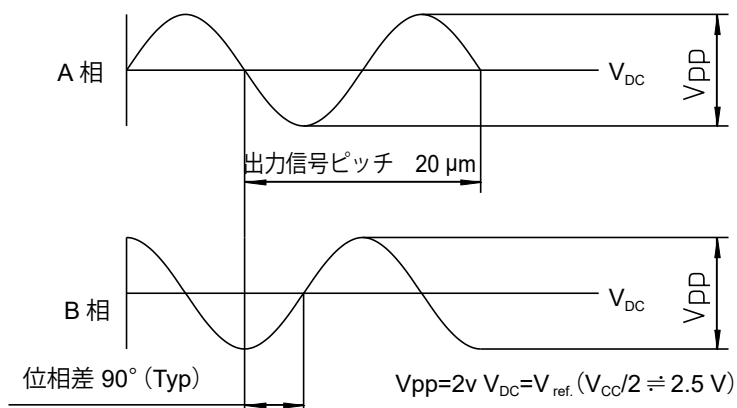 A 相
V_DC
Vpp
出力信号ピッチ 20 μm
B 相
V_DC
Vpp
位相差 90°(Typ)
Vpp=2v V_DC=V_ref.(V_CC/2≒2.5 V)